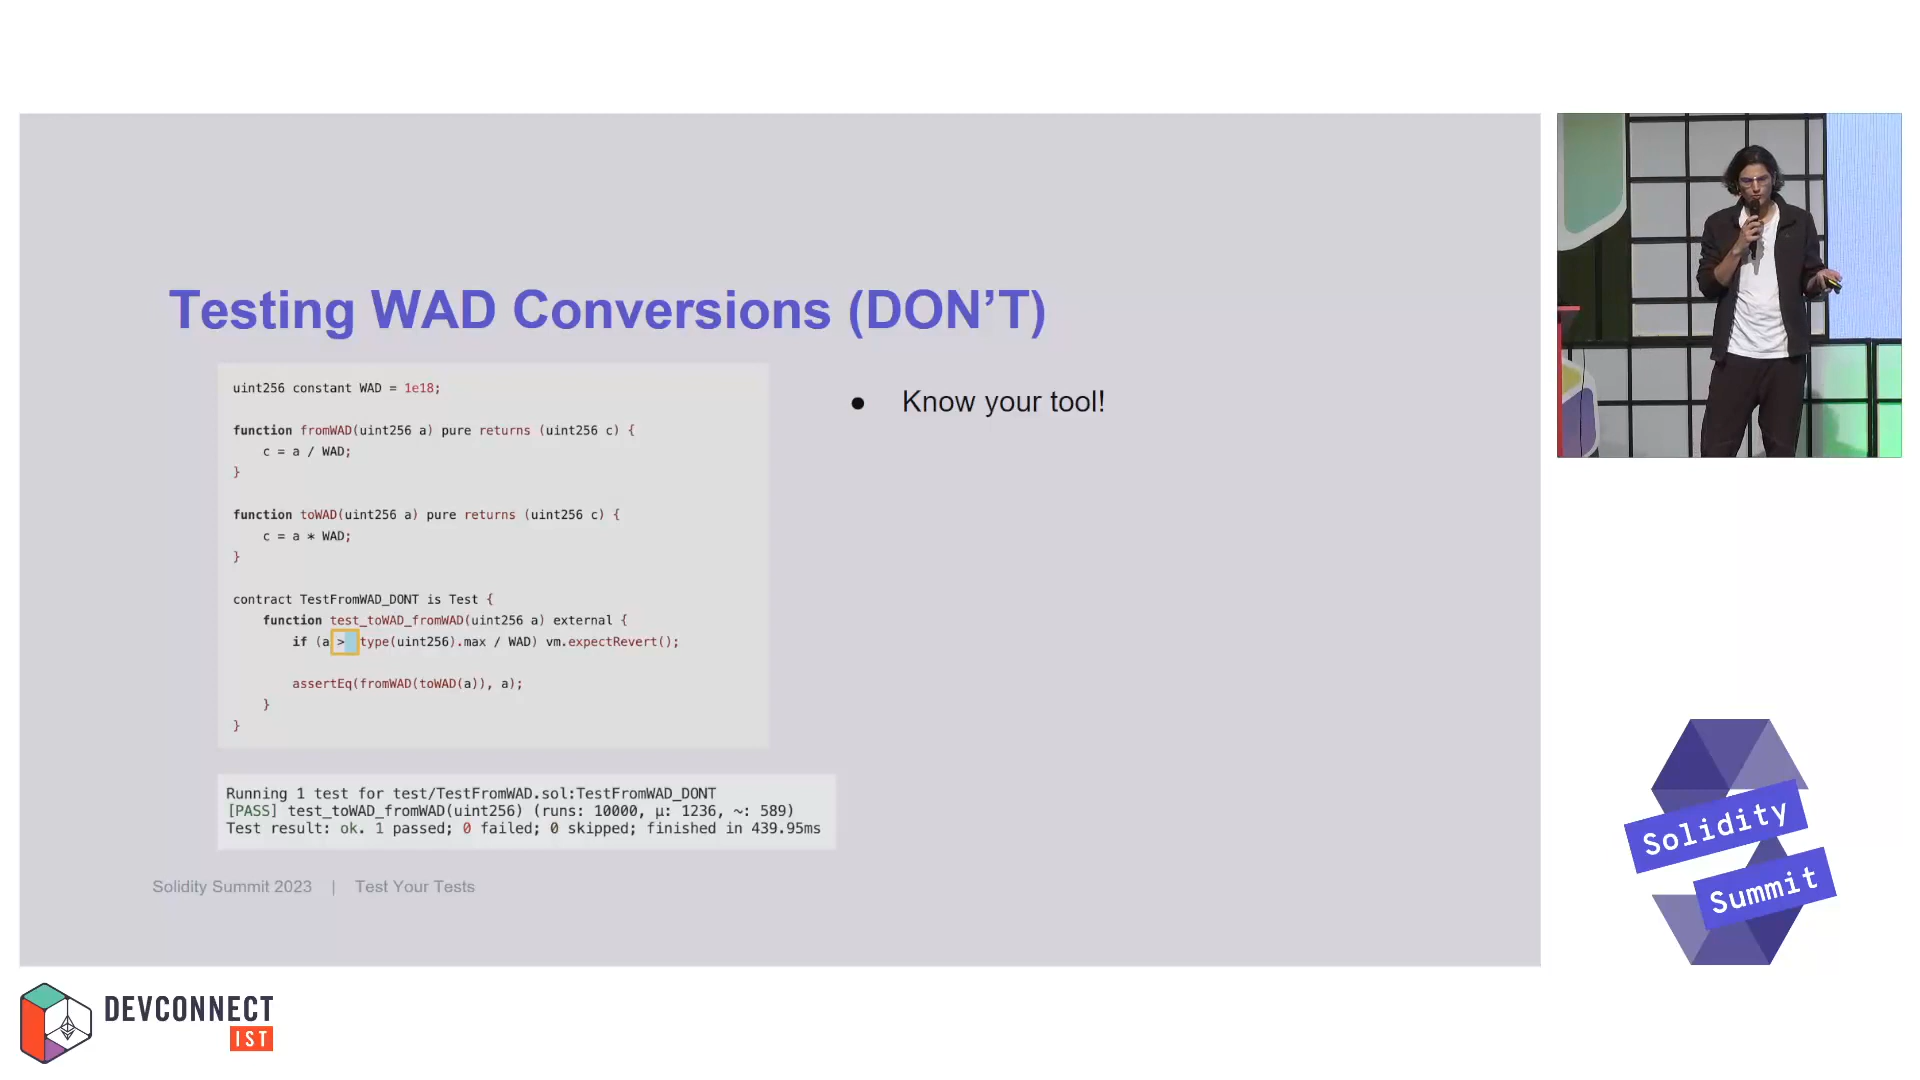 Testing WAD Conversions (DON’T)
uint256 constant WAD = 1e18;
function fromWAD(uint256 a) pure returns (uint256 c) {
c = a / WAD;
}
function toWAD(uint256 a) pure returns (uint256 c) {
c = a * WAD;
}
contract TestFromWAD_DONT is Test {
function test_toWAD_fromWAD(uint256 a) external {
if (a > type(uint256).max / WAD) vm.expectRevert();
assertEq(fromWAD(toWAD(a)), a);
}
}
● Know your tool!
Running 1 test for test/TestFromWAD.sol:TestFromWAD_DONT
[PASS] test_toWAD_fromWAD(uint256) (runs: 10000, μ: 1236, ~: 589)
Test result: ok. 1 passed; 0 failed; 0 skipped; finished in 439.95ms
Solidity Summit 2023 | Test Your Tests
Solidity
Summit
DEVCONNECT
IST